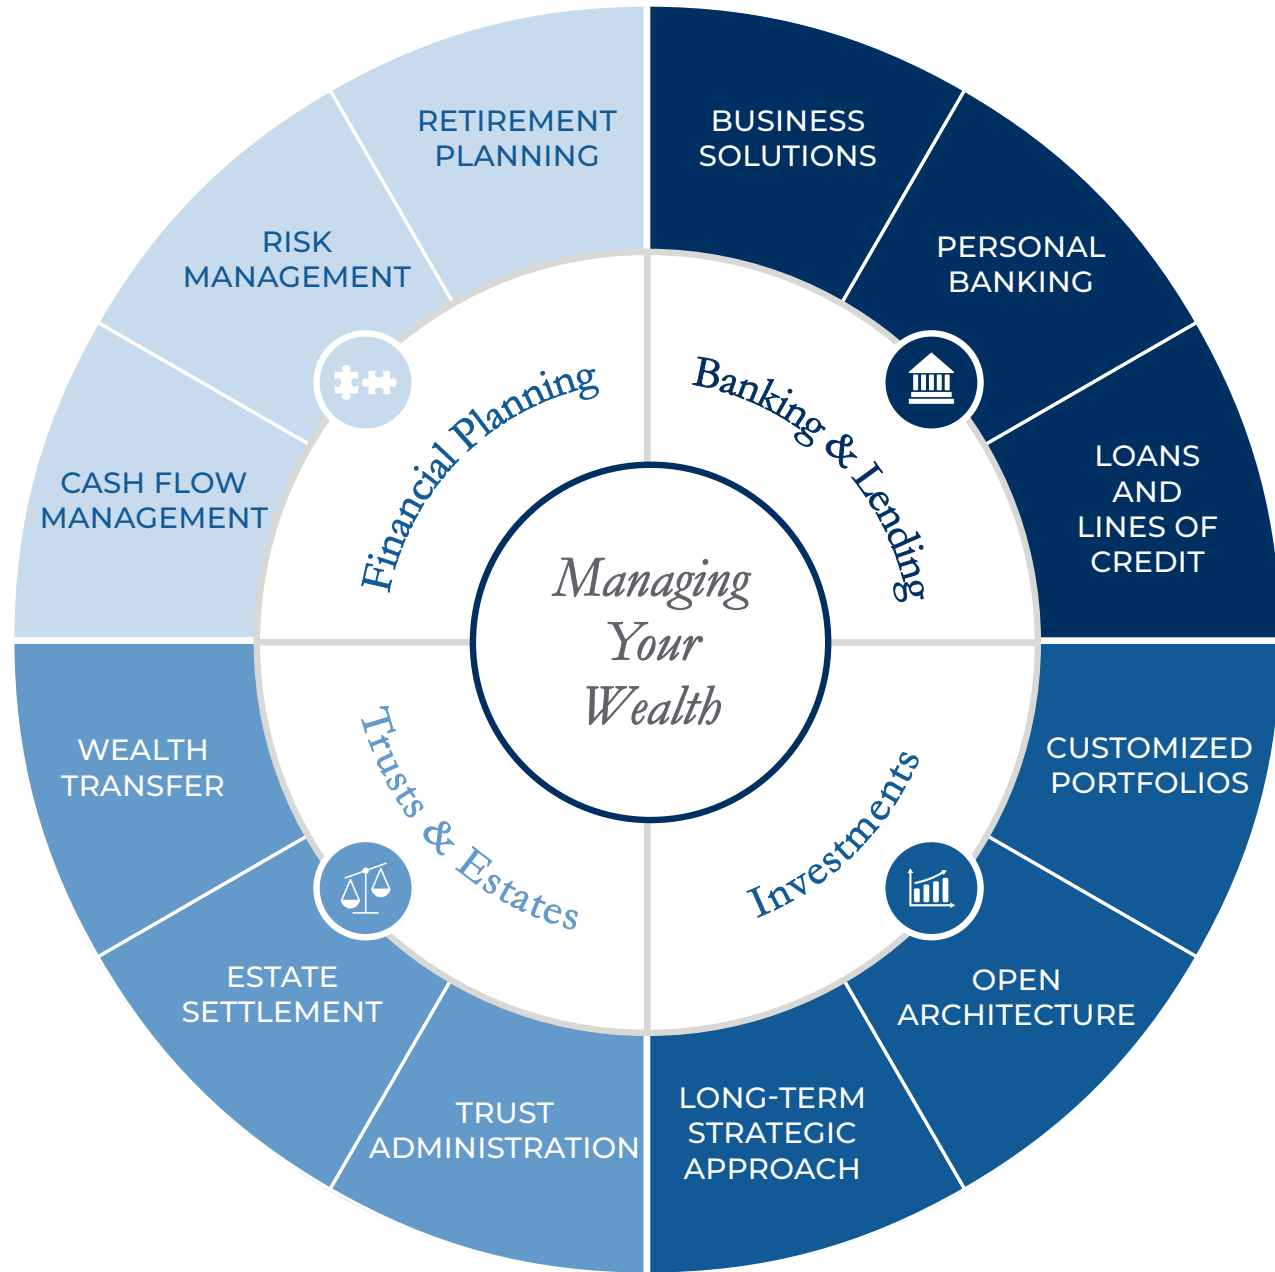 RETIREMENT
PLANNING
BUSINESS
SOLUTIONS
RISK
MANAGEMENT
PERSONAL
BANKING
CASH FLOW
MANAGEMENT
LOANS
AND
LINES OF
CREDIT
Financial Planning
Banking & Lending
Managing
Your
Wealth
Trusts & Estates
Investments
WEALTH
TRANSFER
CUSTOMIZED
PORTFOLIOS
ESTATE
SETTLEMENT
OPEN
ARCHITECTURE
TRUST
ADMINISTRATION
LONG-TERM
STRATEGIC
APPROACH